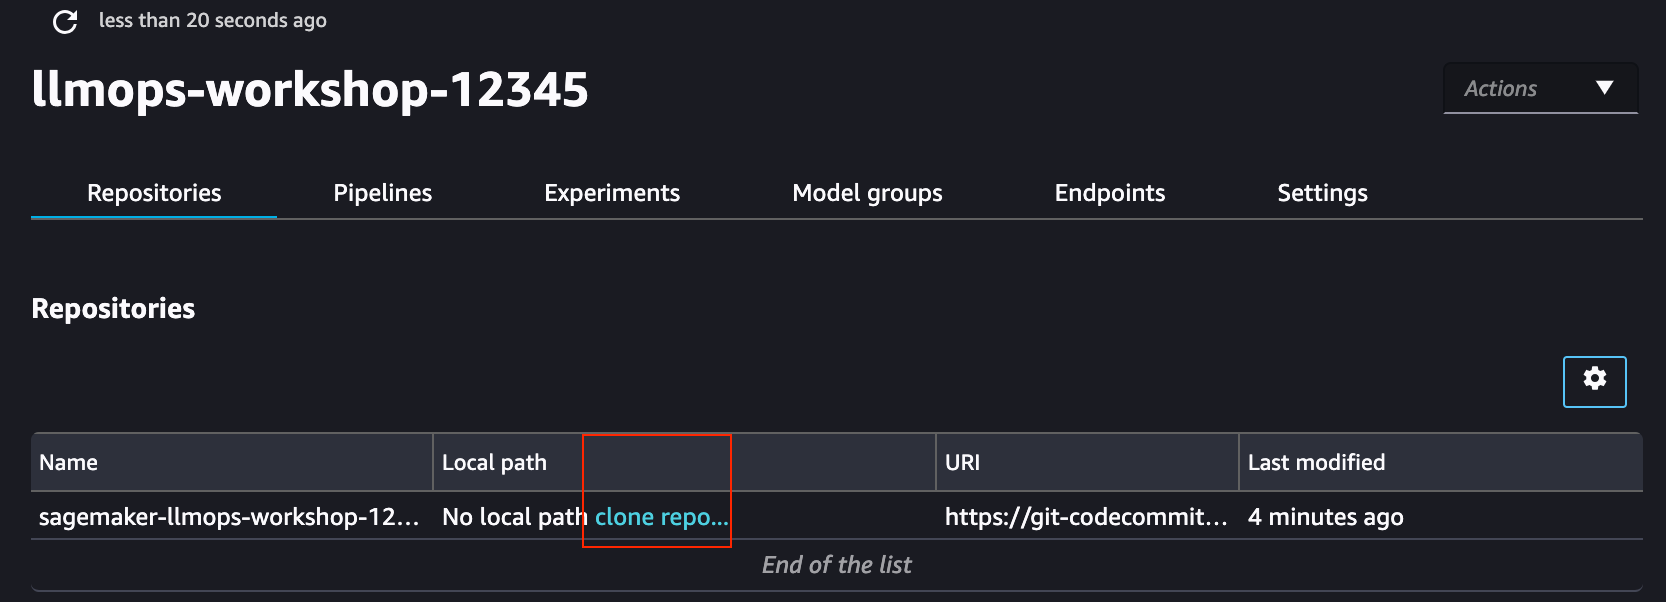 less than 20 seconds ago
llmops-workshop-12345
Actions
Repositories Pipelines Experiments Model groups Endpoints Settings
Repositories
Name Local path URI Last modified
sagemaker-llmops-workshop-12... No local path clone repo... https://git-codecommit... 4 minutes ago
End of the list